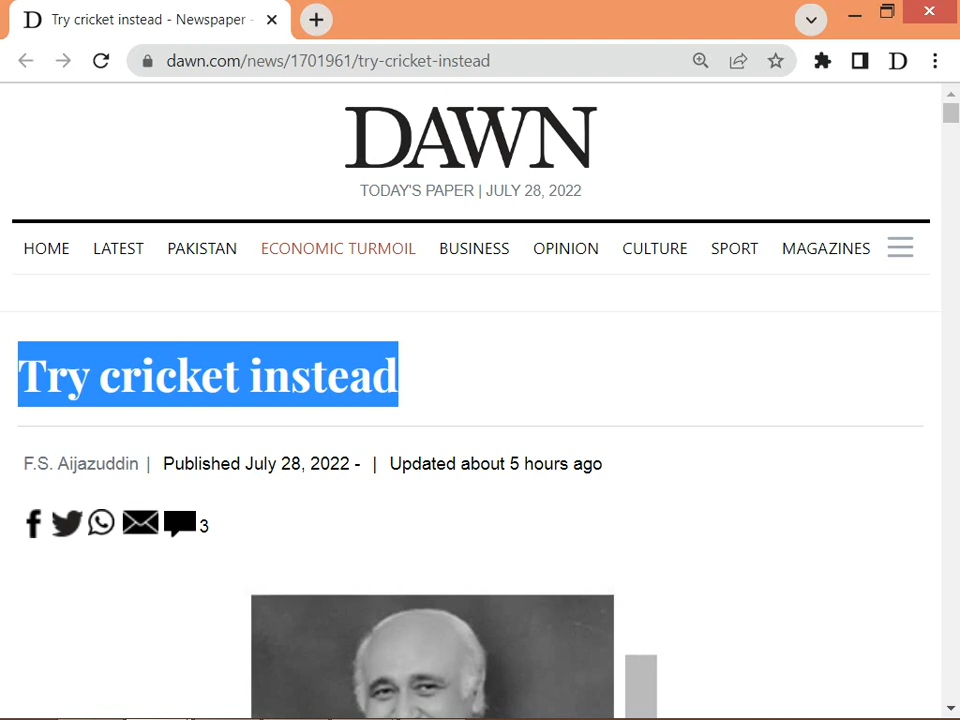 D Try cricket instead - Newspaper -
dawn.com/news/1701961/try-cricket-instead D
DAWN
TODAY'S PAPER | JULY 28, 2022
HOME LATEST PAKISTAN ECONOMIC TURMOIL BUSINESS OPINION CULTURE SPORT MAGAZINES
Try cricket instead
F.S. Aijazuddin | Published July 28, 2022 - | Updated about 5 hours ago
3